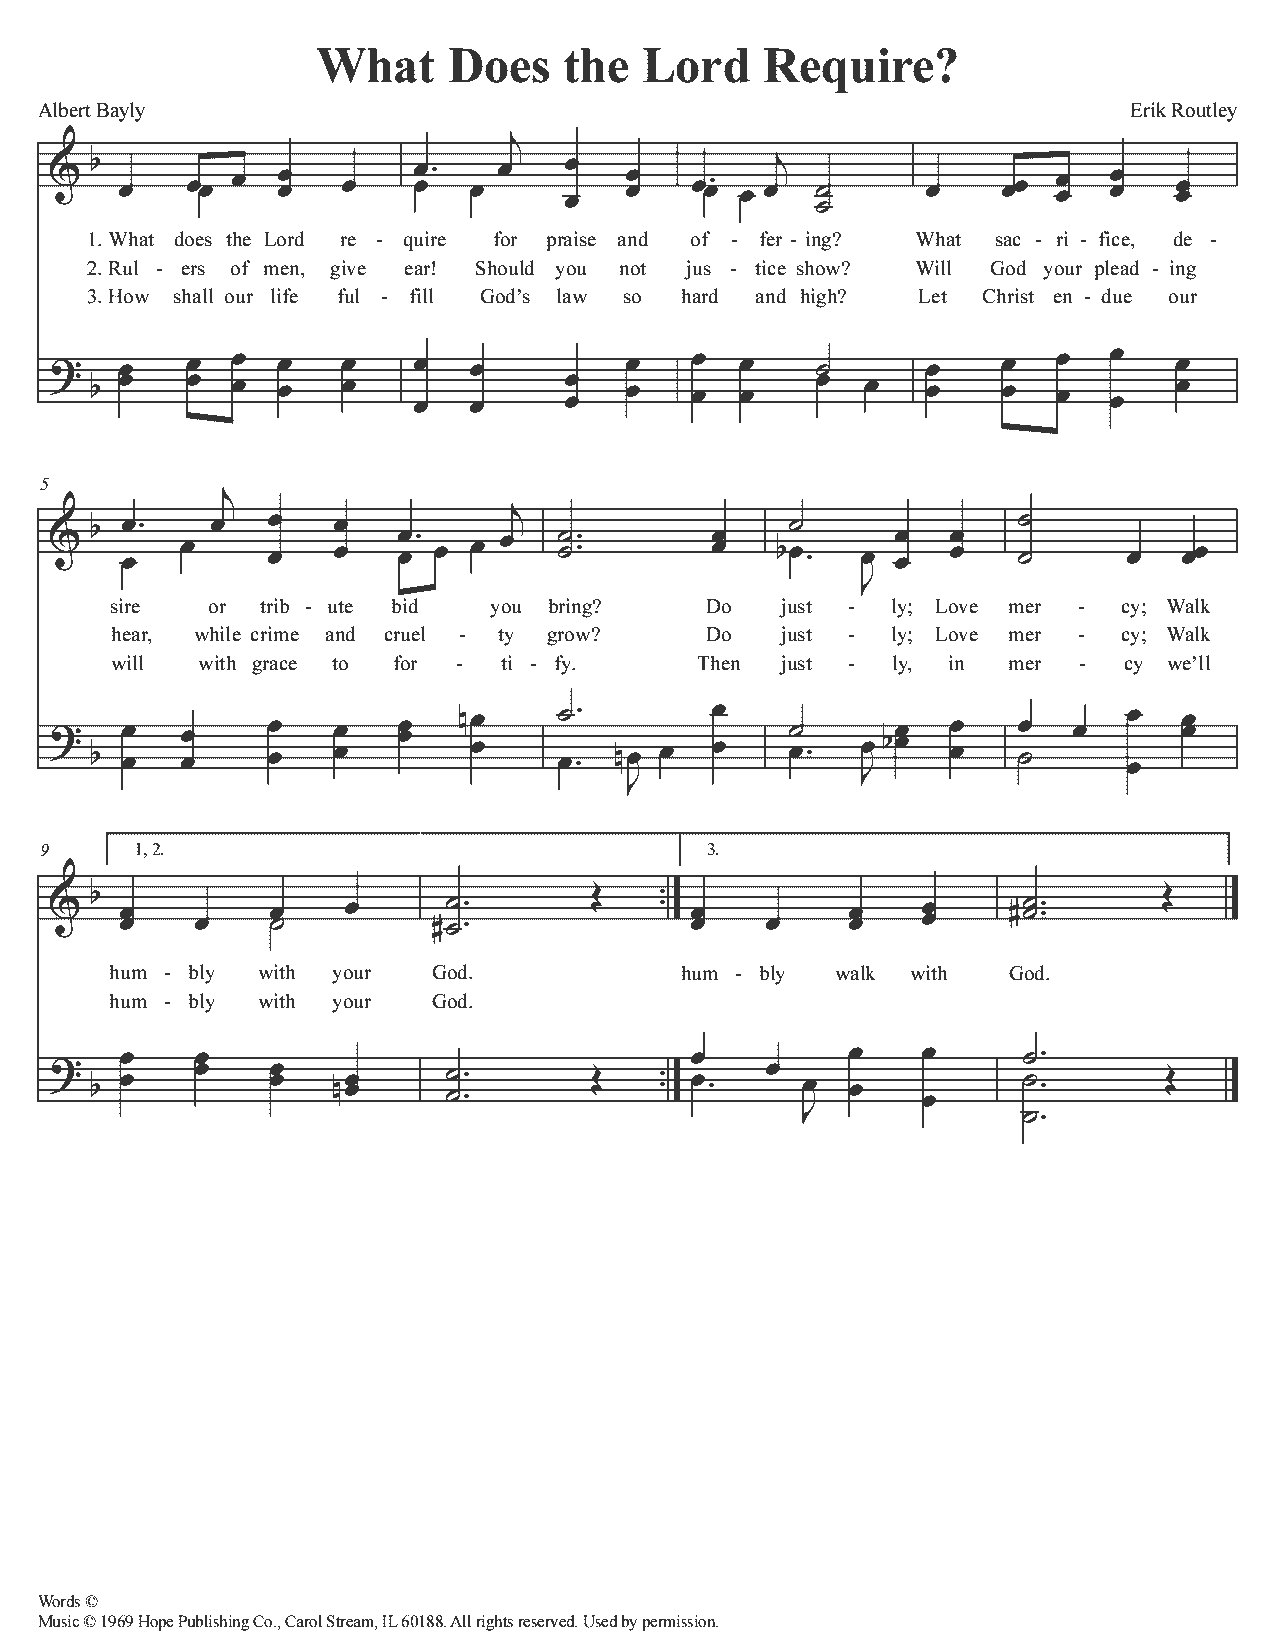 What Does the Lord Require?
Albert Bayly
Erik Routley
1. What does the Lord re - quire for praise and of - fer - ing? What sac - ri - fice, de -
2. Rul - ers of men, give ear! Should you not jus - tice show? Will God your plead - ing
3. How shall our life ful - fill God's law so hard and high? Let Christ en - due our
5
sire or trib - ute bid you bring? Do just - ly; Love mer - cy; Walk
hear, while crime and cruel - ty grow? Do just - ly; Love mer - cy; Walk
will with grace to for - ti - fy. Then just - ly, in mer - cy we'll
9
1, 2.
3.
hum - bly with your God. hum - bly walk with God.
hum - bly with your God.
Words ©
Music © 1969 Hope Publishing Co., Carol Stream, IL 60188. All rights reserved. Used by permission.